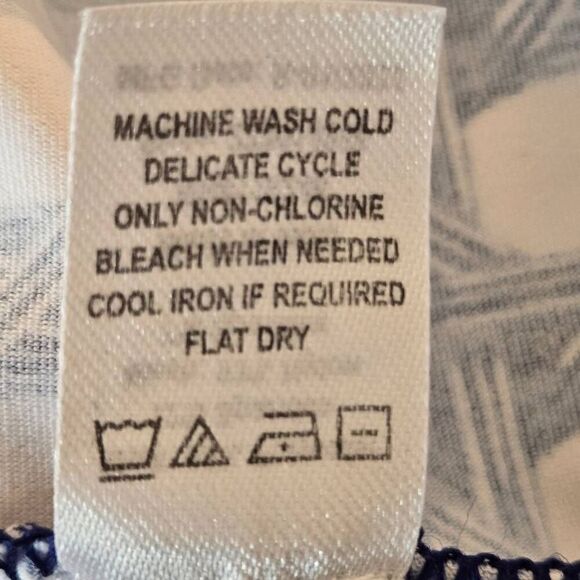 MACHINE WASH COLD
DELICATE CYCLE
ONLY NON-CHLORINE
BLEACH WHEN NEEDED
COOL IRON IF REQUIRED
FLAT DRY